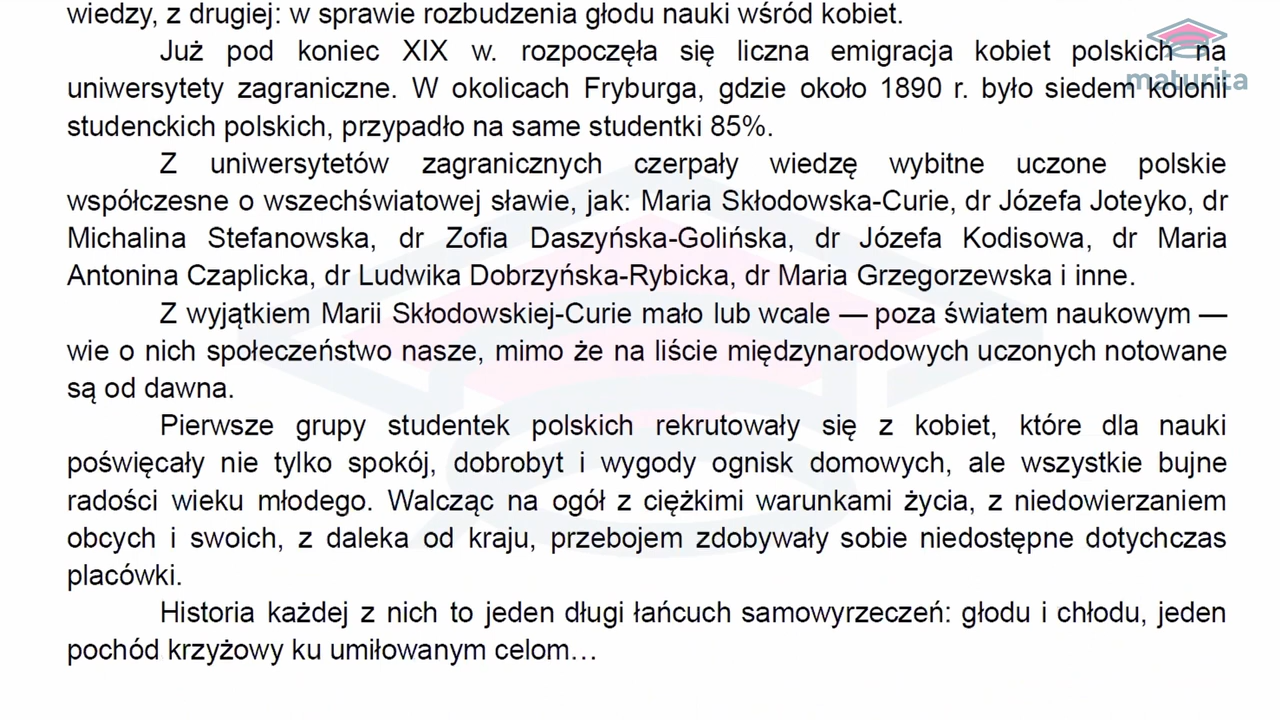 wiedzy, z drugiej: w sprawie rozbudzenia głodu nauki wśród kobiet.
Już pod koniec XIX w. rozpoczęła się liczna emigracja kobiet polskich na
uniwersytety zagraniczne. W okolicach Fryburga, gdzie około 1890 r. było siedem kolonii
studenckich polskich, przypadło na same studentki 85%.
Z uniwersytetów zagranicznych czerpały wiedzę wybitne uczone polskie
współczesne o wszechświatowej sławie, jak: Maria Skłodowska-Curie, dr Józefa Joteyko, dr
Michalina Stefanowska, dr Zofia Daszyńska-Golińska, dr Józefa Kodisowa, dr Maria
Antonina Czaplicka, dr Ludwika Dobrzyńska-Rybicka, dr Maria Grzegorzewska i inne.
Z wyjątkiem Marii Skłodowskiej-Curie mało lub wcale — poza światem naukowym —
wie o nich społeczeństwo nasze, mimo że na liście międzynarodowych uczonych notowane
są od dawna.
Pierwsze grupy studentek polskich rekrutowały się z kobiet, które dla nauki
poświęcały nie tylko spokój, dobrobyt i wygody ognisk domowych, ale wszystkie bujne
radości wieku młodego. Walcząc na ogół z ciężkimi warunkami życia, z niedowierzaniem
obcych i swoich, z daleka od kraju, przebojem zdobywały sobie niedostępne dotychczas
placówki.
Historia każdej z nich to jeden długi łańcuch samowyrzeczeń: głodu i chłodu, jeden
pochód krzyżowy ku umiłowanym celom…
maturita